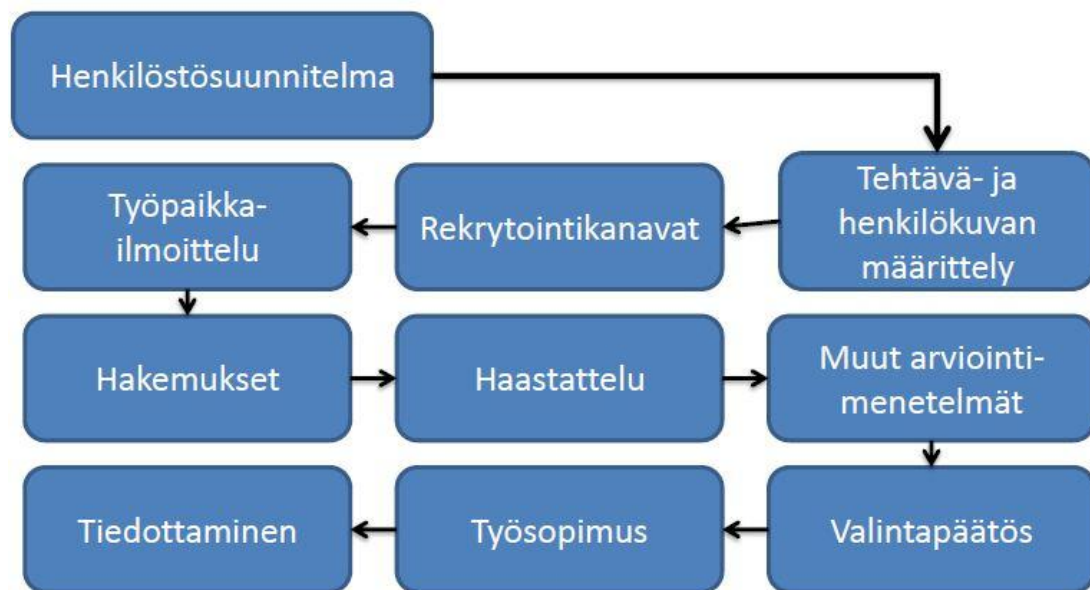 Henkilöstösuunnitelma
Tehtävä- ja
henkilökuvan
määrittely
Rekrytointikanavat
Työpaikka-
ilmoittelu
Hakemukset
Haastattelu
Muut arviointi-
menetelmät
Valintapäätös
Työsopimus
Tiedottaminen